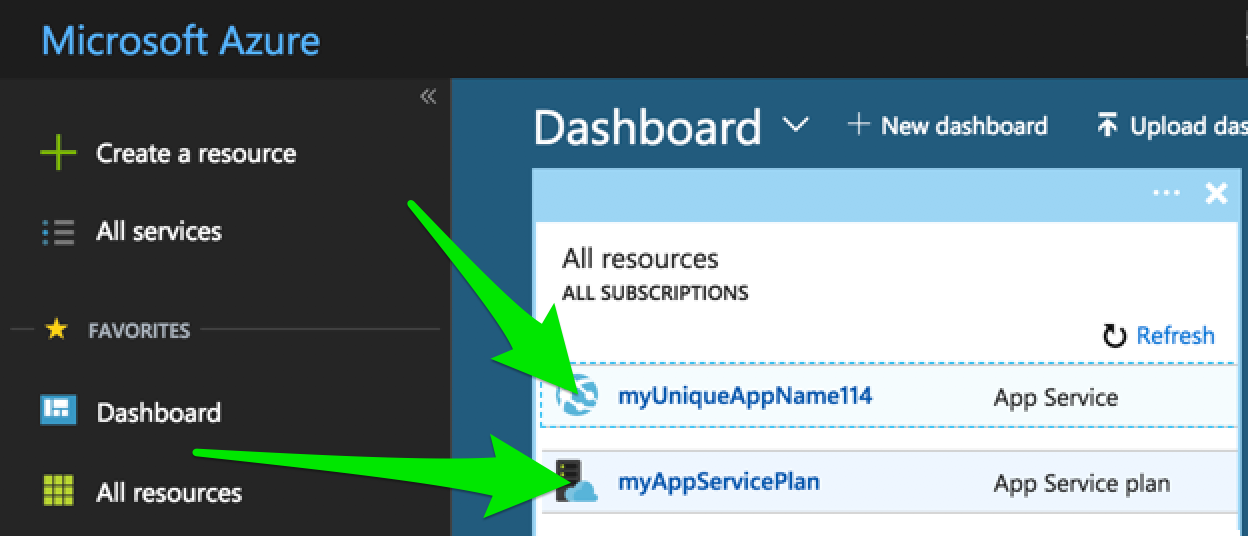 Microsoft Azure
Create a resource
All services
FAVORITES
Dashboard
All resources
Dashboard
New dashboard
Upload
All resources
ALL SUBSCRIPTIONS
Refresh
myUniqueAppName114 App Service
myAppServicePlan App Service plan